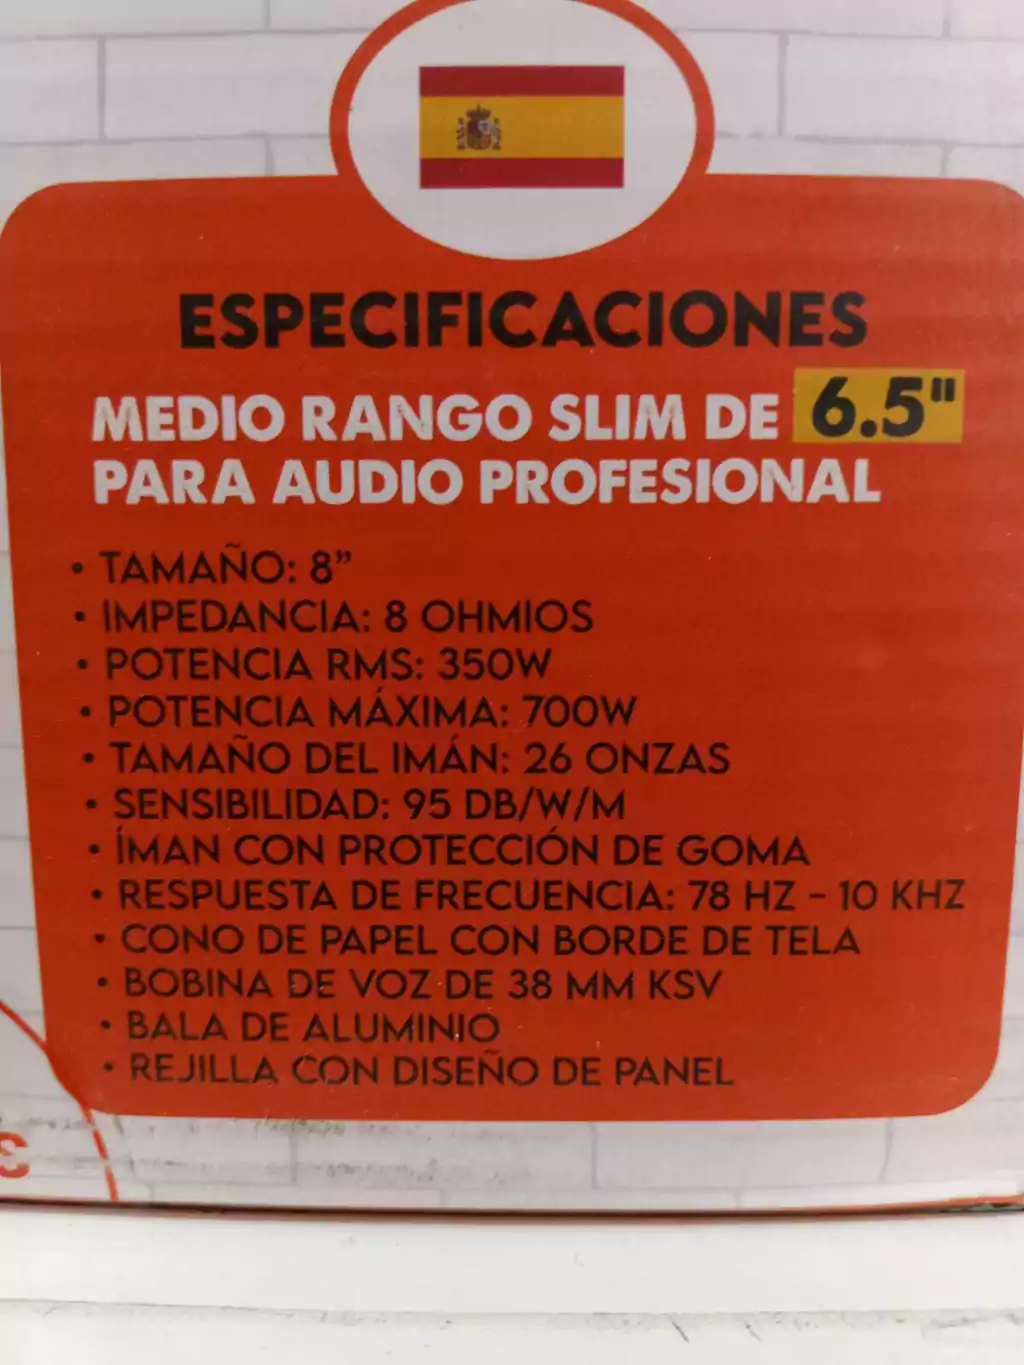 ESPECIFICACIONES
MEDIO RANGO SLIM DE 6.5"
PARA AUDIO PROFESIONAL
• TAMAÑO: 8”
• IMPEDANCIA: 8 OHMIOS
• POTENCIA RMS: 350W
• POTENCIA MÁXIMA: 700W
• TAMAÑO DEL IMÁN: 26 ONZAS
• SENSIBILIDAD: 95 DB/W/M
• ÍMAN CON PROTECCIÓN DE GOMA
• RESPUESTA DE FRECUENCIA: 78 HZ - 10 KHZ
• CONO DE PAPEL CON BORDE DE TELA
• BOBINA DE VOZ DE 38 MM KSV
• BALA DE ALUMINIO
• REJILLA CON DISEÑO DE PANEL